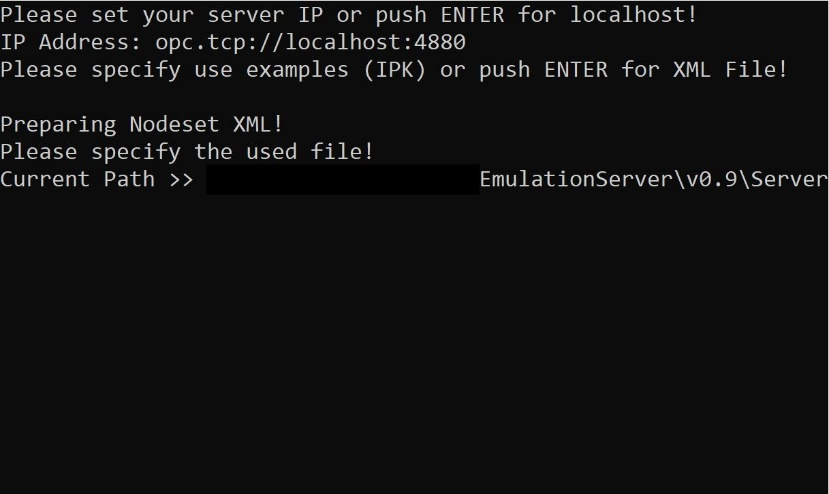 Please set your server IP or push ENTER for localhost!
IP Address: opc.tcp://localhost:4880
Please specify use examples (IPK) or push ENTER for XML File!
Preparing Nodeset XML!
Please specify the used file!
Current Path >> EmulationServer\v0.9\Server